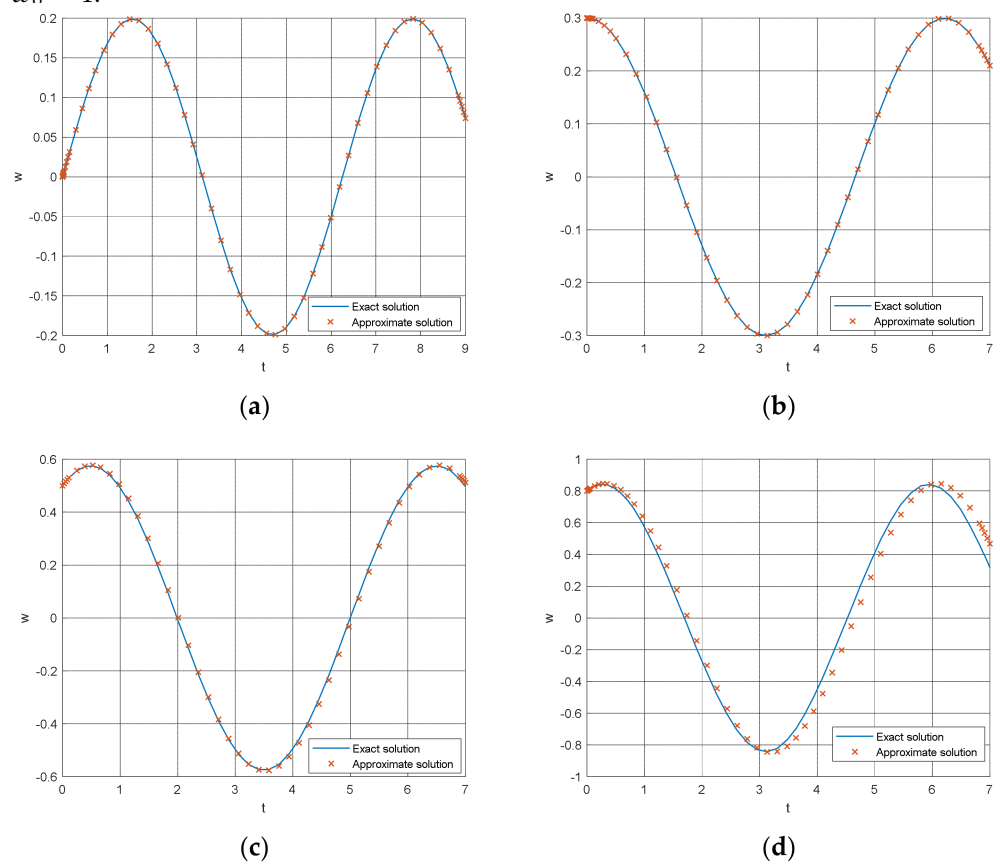 0.2
0.15
0.1
0.05
0
-0.05
-0.1
-0.15
-0.2
w
0 1 2 3 4 5 6 7 8 9
t
Exact solution
Approximate solution
(a)
0.3
0.2
0.1
0
-0.1
-0.2
-0.3
w
0 1 2 3 4 5 6 7
t
Exact solution
Approximate solution
(b)
0.6
0.4
0.2
0
-0.2
-0.4
-0.6
w
0 1 2 3 4 5 6 7
t
Exact solution
Approximate solution
(c)
1
0.8
0.6
0.4
0.2
0
-0.2
-0.4
-0.6
-0.8
-1
w
0 1 2 3 4 5 6 7
t
Exact solution
Approximate solution
(d)